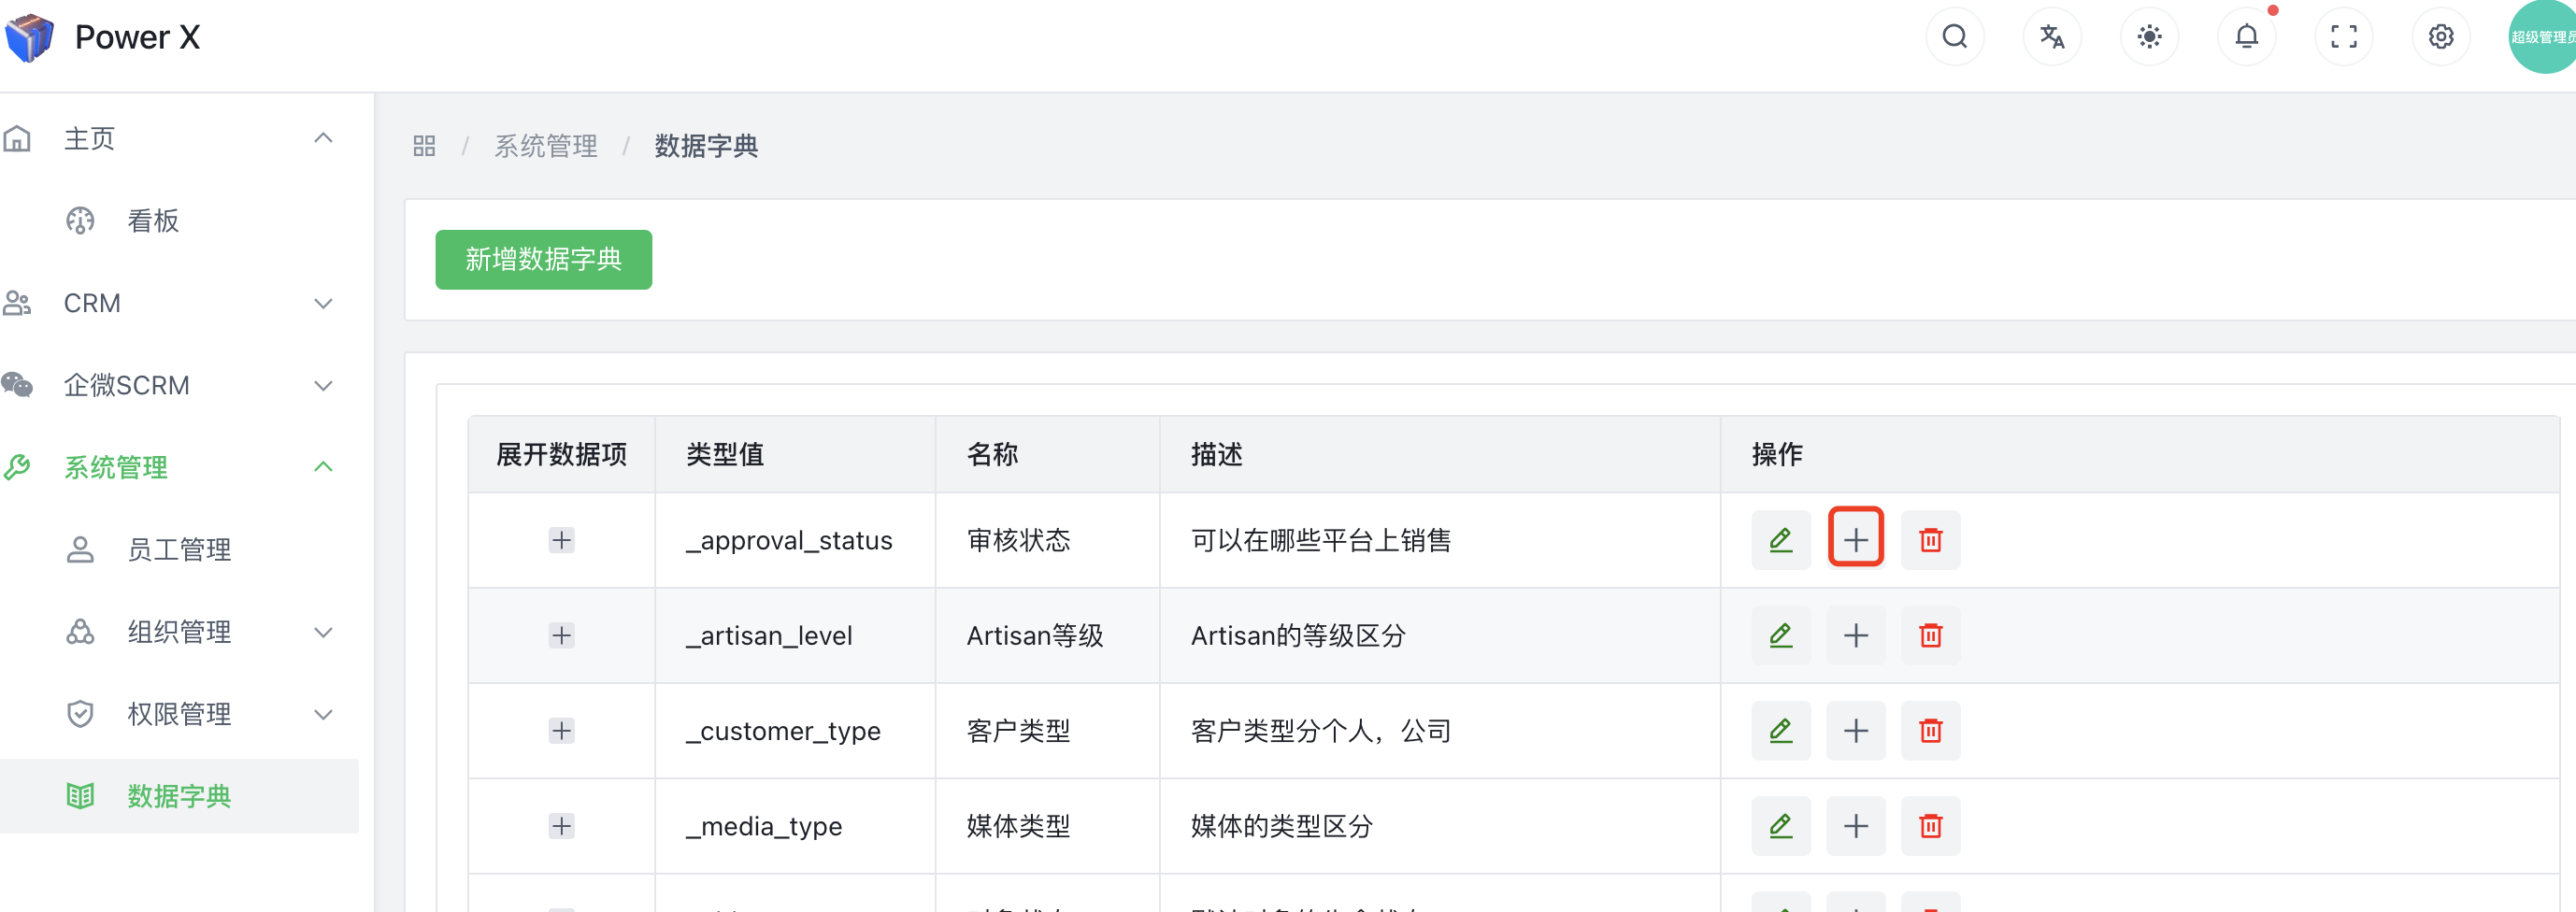 Power X
超级管理员
主页
看板
CRM
企微SCRM
系统管理
员工管理
组织管理
权限管理
数据字典
/ 系统管理 / 数据字典
新增数据字典
展开数据项 类型值 名称 描述 操作
_approval_status 审核状态 可以在哪些平台上销售
_artisan_level Artisan等级 Artisan的等级区分
_customer_type 客户类型 客户类型分个人，公司
_media_type 媒体类型 媒体的类型区分